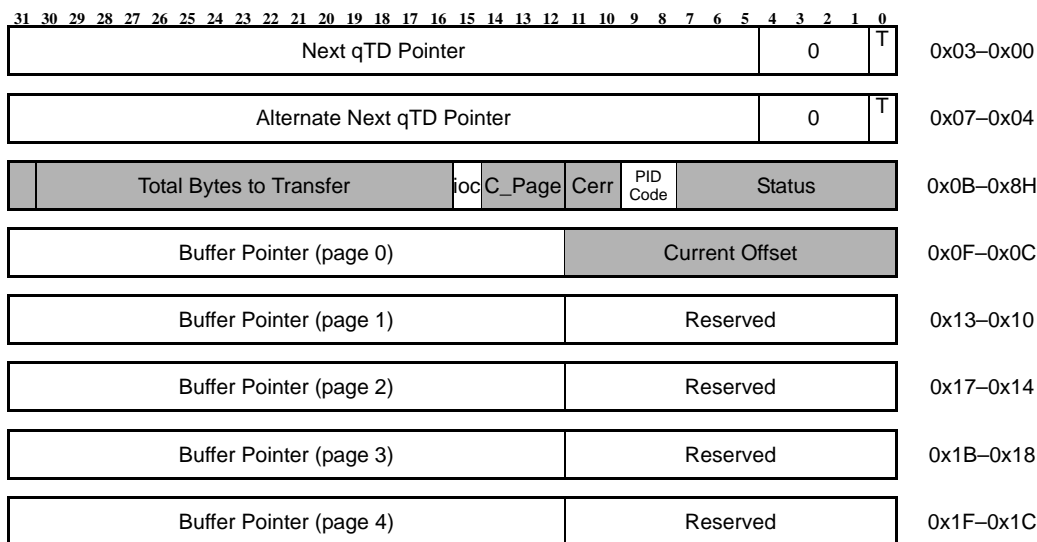 31 30 29 28 27 26 25 24 23 22 21 20 19 18 17 16 15 14 13 12 11 10 9 8 7 6 5 4 3 2 1 0
Next qTD Pointer 0 T 0x03–0x00
Alternate Next qTD Pointer 0 T 0x07–0x04
Total Bytes to Transfer ioc C_Page Cerr PID Code Status 0x0B–0x8H
Buffer Pointer (page 0) Current Offset 0x0F–0x0C
Buffer Pointer (page 1) Reserved 0x13–0x10
Buffer Pointer (page 2) Reserved 0x17–0x14
Buffer Pointer (page 3) Reserved 0x1B–0x18
Buffer Pointer (page 4) Reserved 0x1F–0x1C